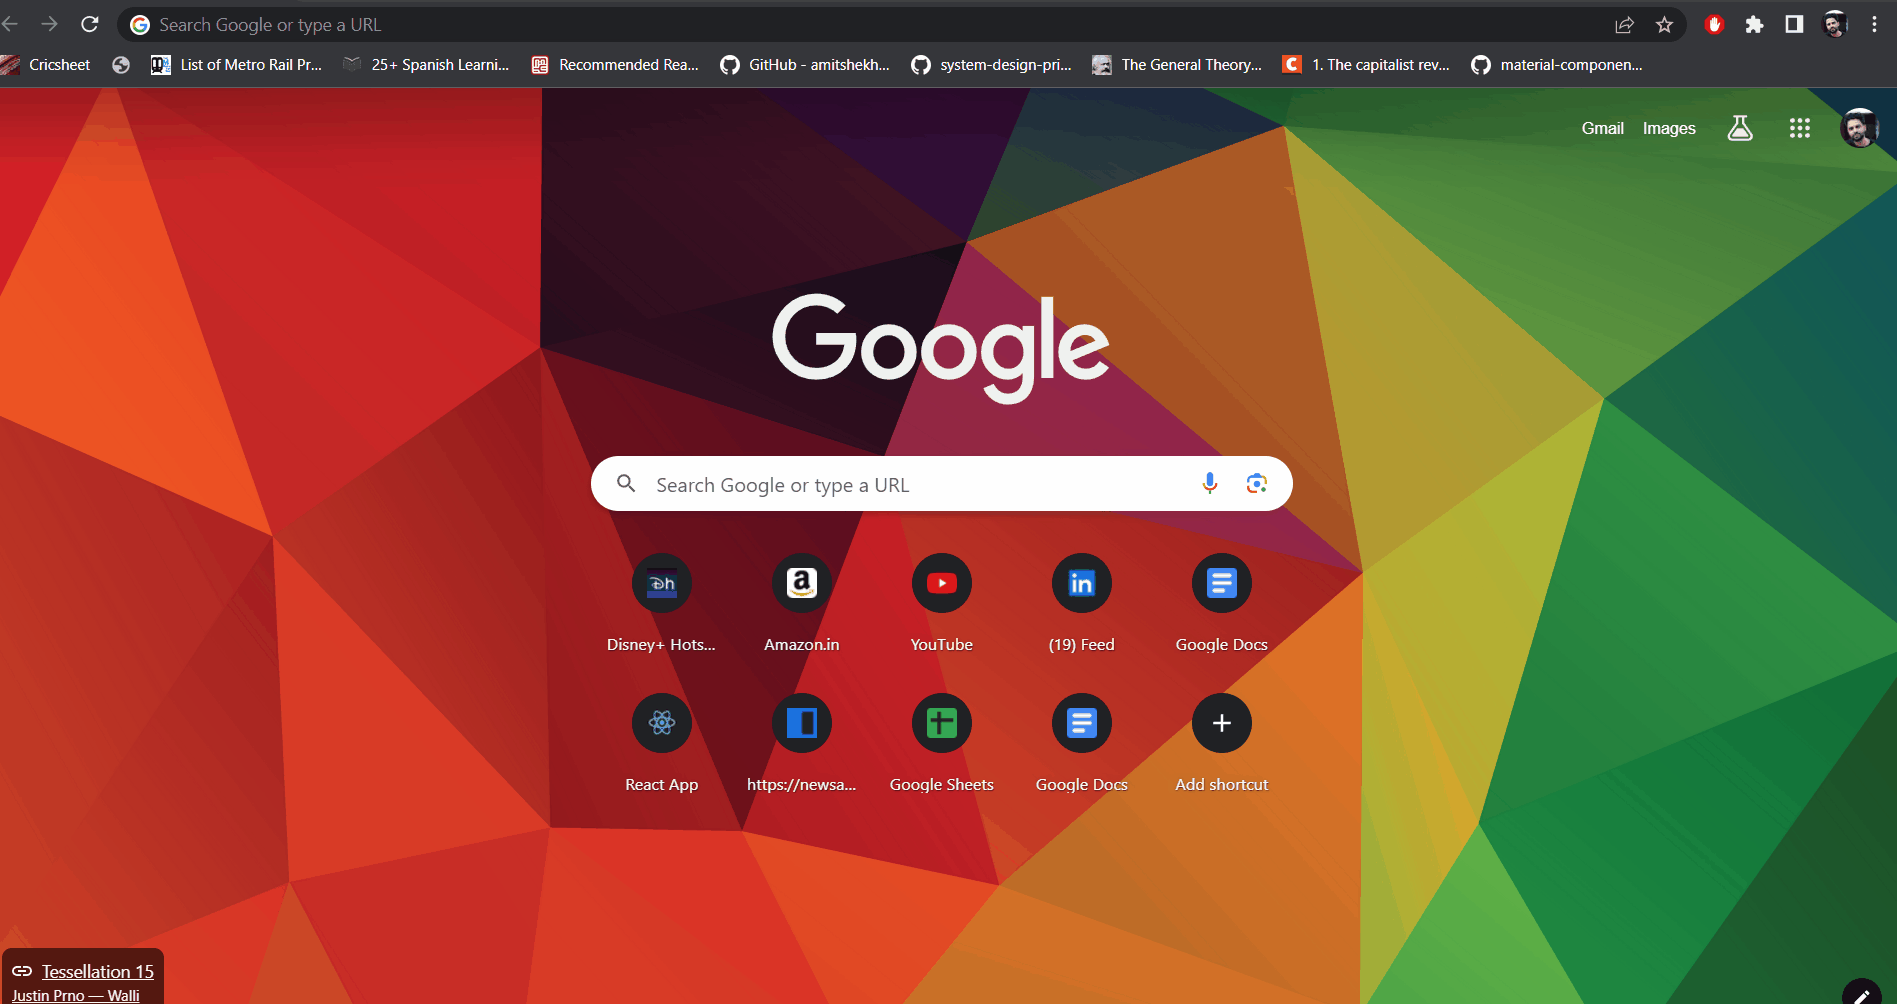 Search Google or type a URL
Cricsheet
List of Metro Rail Pr...
25+ Spanish Learni...
Recommended Rea...
GitHub - amitshekh...
system-design-pri...
The General Theory...
1. The capitalist rev...
material-componen...
Gmail
Images
Google
Search Google or type a URL
Disney+ Hots...
Amazon.in
YouTube
(19) Feed
Google Docs
React App
https://newsa...
Google Sheets
Google Docs
Add shortcut
Tessellation 15
Justin Prno — Walli